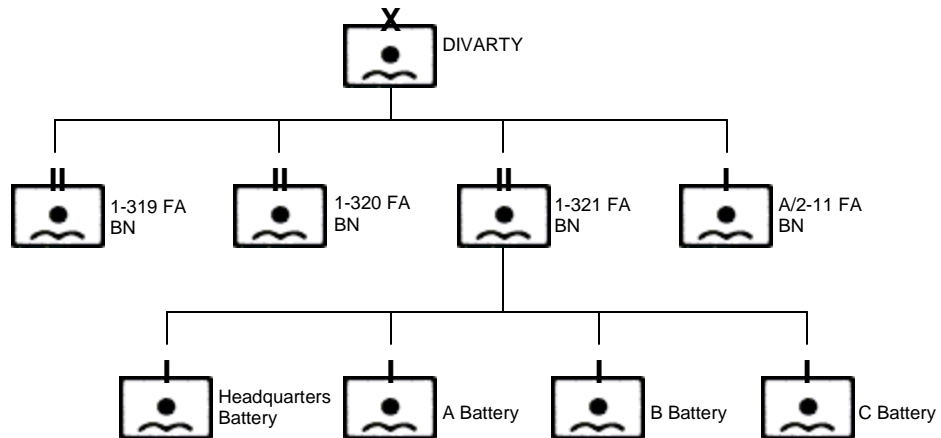 X
DIVARTY
II
1-319 FA
BN
II
1-320 FA
BN
II
1-321 FA
BN
I
A/2-11 FA
BN
I
Headquarters
Battery
I
A Battery
I
B Battery
I
C Battery